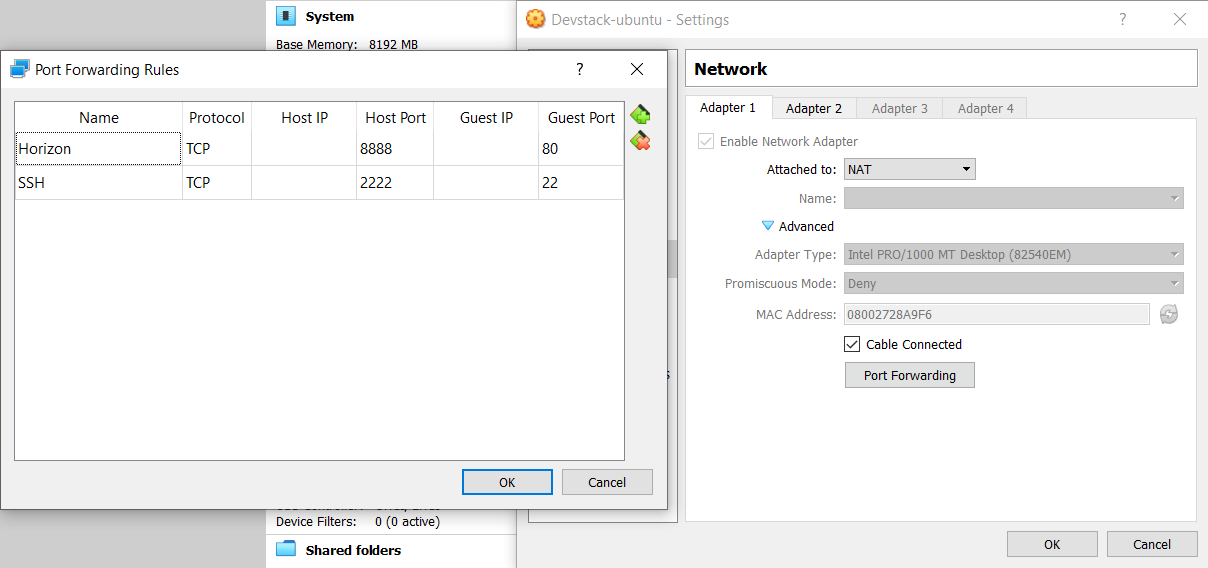 System
Base Memory: 8192 MB
Port Forwarding Rules
?
Name Protocol Host IP Host Port Guest IP Guest Port
Horizon TCP 8888 80
SSH TCP 2222 22
OK Cancel
Device Filters: 0 (0 active)
Shared folders
Devstack-ubuntu - Settings
?
Network
Adapter 1 Adapter 2 Adapter 3 Adapter 4
Enable Network Adapter
Attached to: NAT
Name:
Advanced
Adapter Type: Intel PRO/1000 MT Desktop (82540EM)
Promiscuous Mode: Deny
MAC Address: 08002728A9F6
Cable Connected
Port Forwarding
OK Cancel